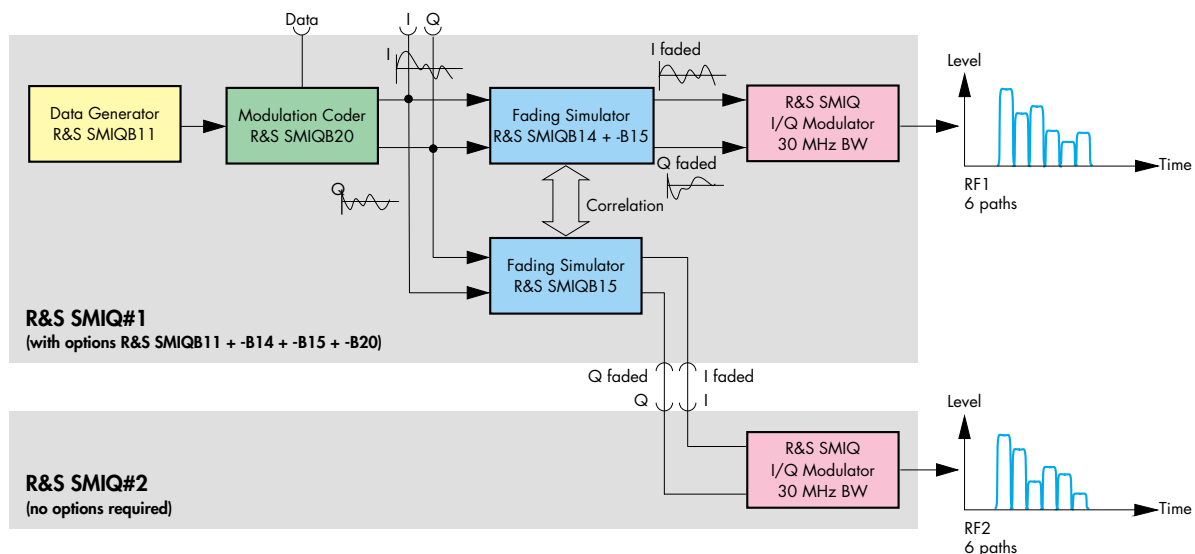 Data
I
Q
I
I faded
Level
Data Generator
R&S SMIQB11
Modulation Coder
R&S SMIQB20
Fading Simulator
R&S SMIQB14 + -B15
R&S SMIQ
I/Q Modulator
30 MHz BW
Time
Q
Q faded
RF1
6 paths
Correlation
Fading Simulator
R&S SMIQB15
R&S SMIQ#1
(with options R&S SMIQB11 + -B14 + -B15 + -B20)
Q faded
I faded
Q
I
Level
R&S SMIQ
I/Q Modulator
30 MHz BW
R&S SMIQ#2
(no options required)
Time
RF2
6 paths